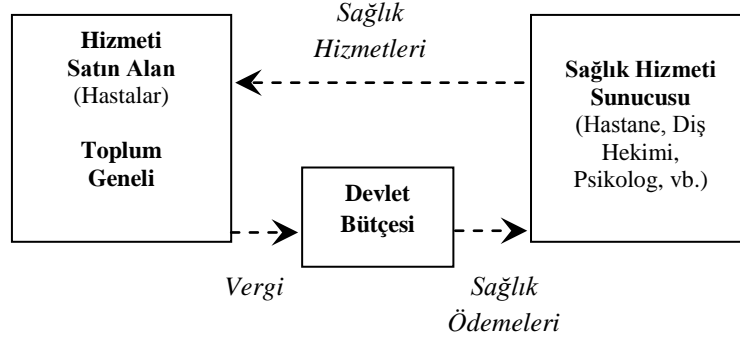 Sağlık
Hizmetleri
Hizmeti
Satın Alan
(Hastalar)
Toplum
Geneli
Sağlık Hizmeti
Sunucusu
(Hastane, Diş
Hekimi,
Psikolog, vb.)
Devlet
Bütçesi
Vergi
Sağlık
Ödemeleri